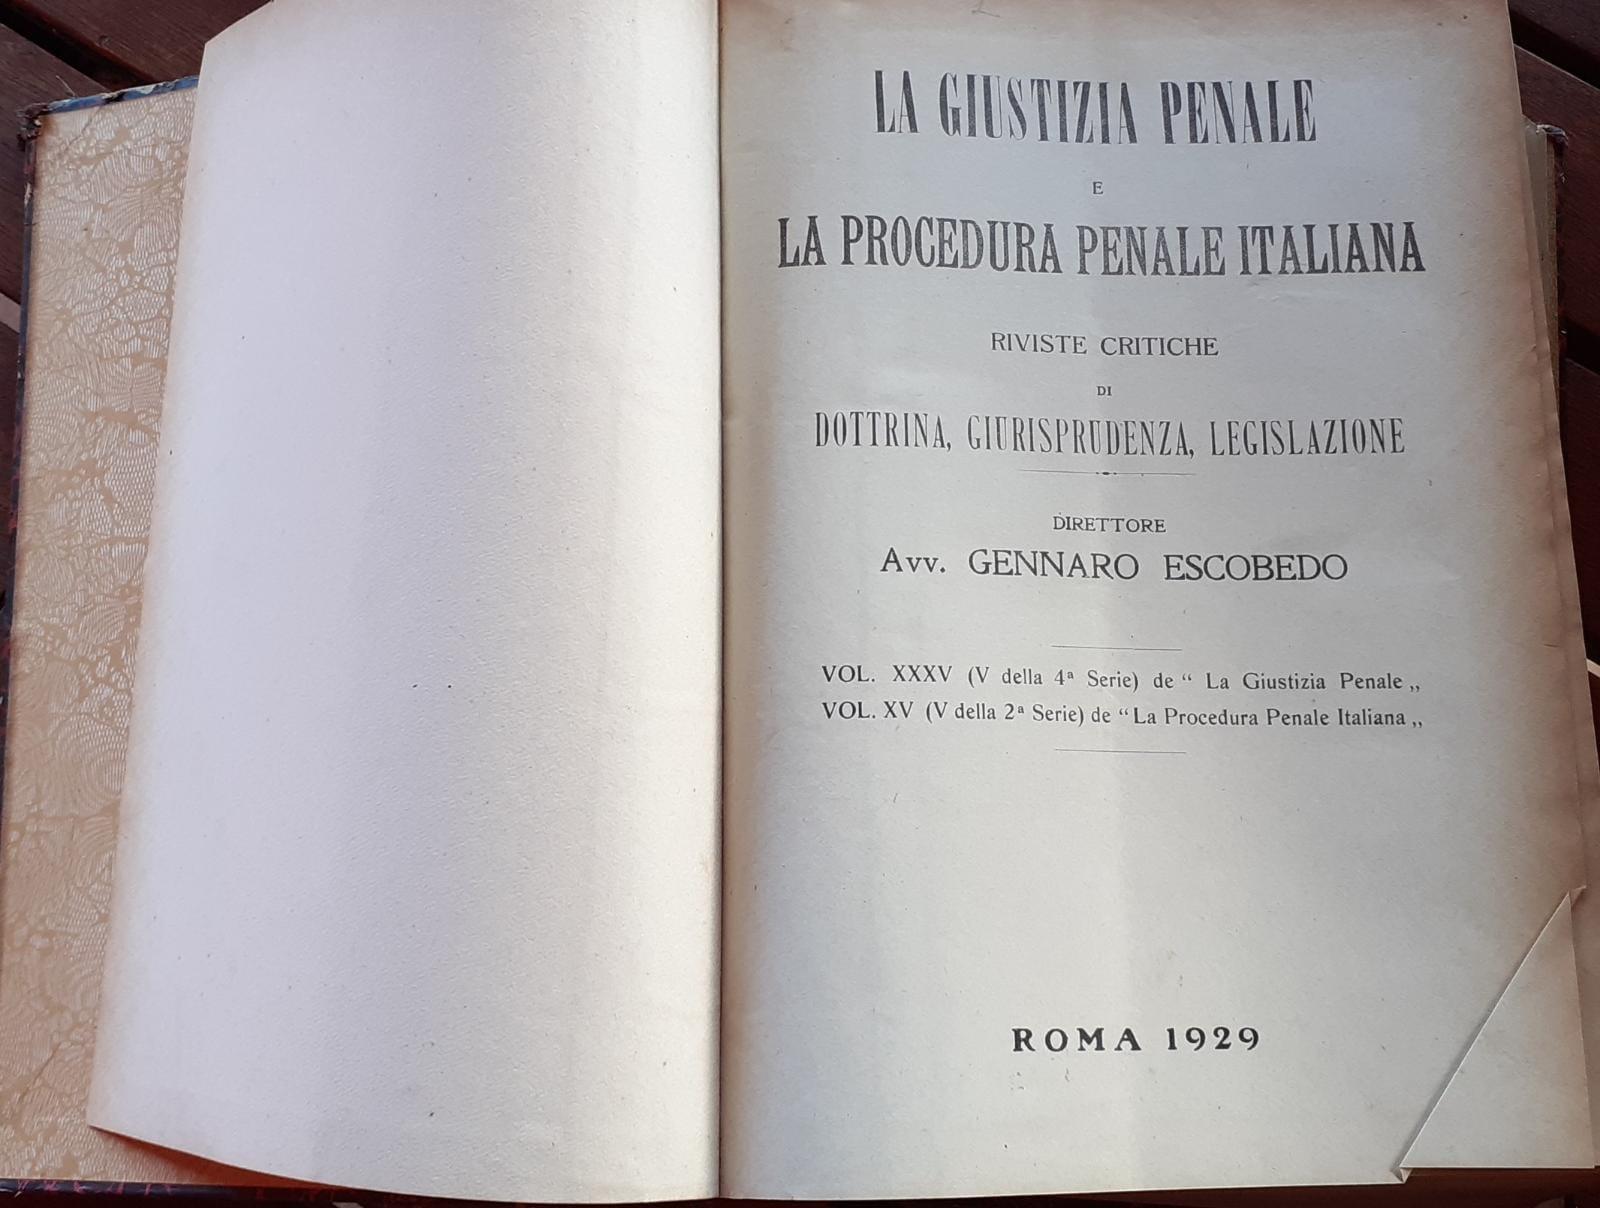 LA GIUSTIZIA PENALE
E
LA PROCEDURA PENALE ITALIANA
RIVISTE CRITICHE
DI
DOTTRINA, GIURISPRUDENZA, LEGISLAZIONE
DIRETTORE
Avv. GENNARO ESCOBEDO
VOL. XXXV (V della 4ª Serie) de “ La Giustizia Penale „
VOL. XV (V della 2ª Serie) de “ La Procedura Penale Italiana „
ROMA 1929